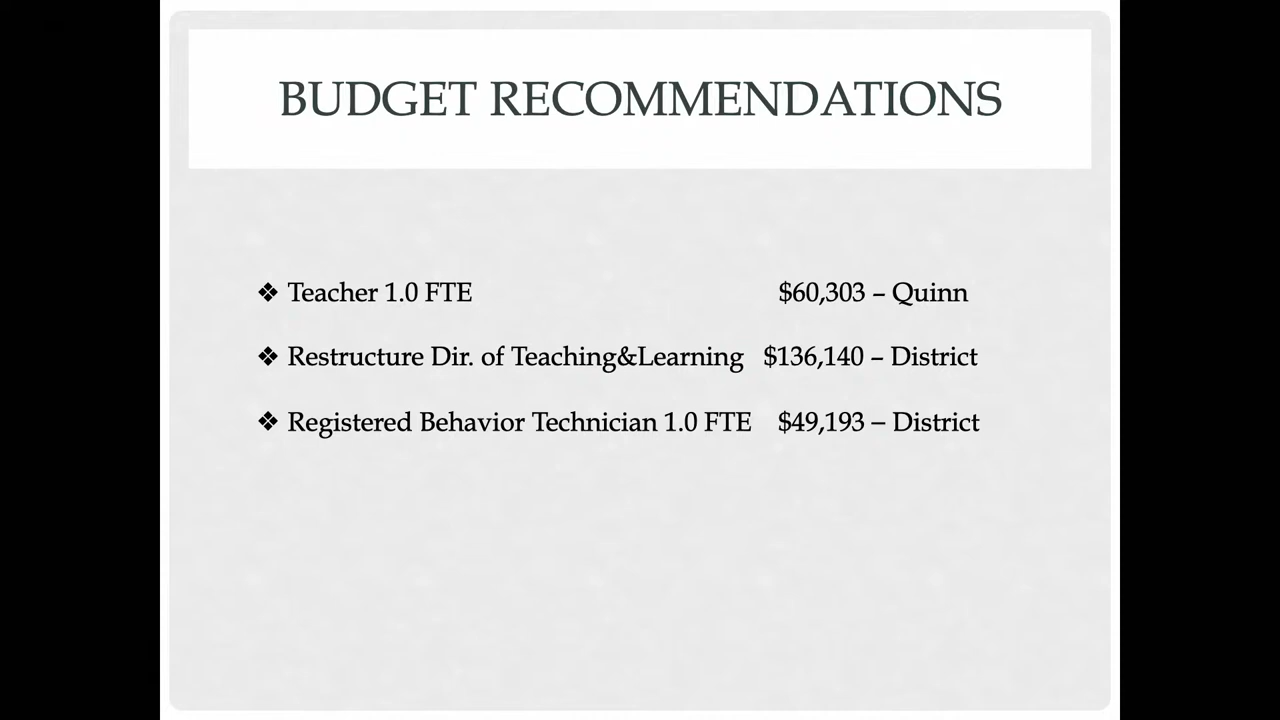 BUDGET RECOMMENDATIONS
❖ Teacher 1.0 FTE $60,303 – Quinn
❖ Restructure Dir. of Teaching&Learning $136,140 – District
❖ Registered Behavior Technician 1.0 FTE $49,193 – District